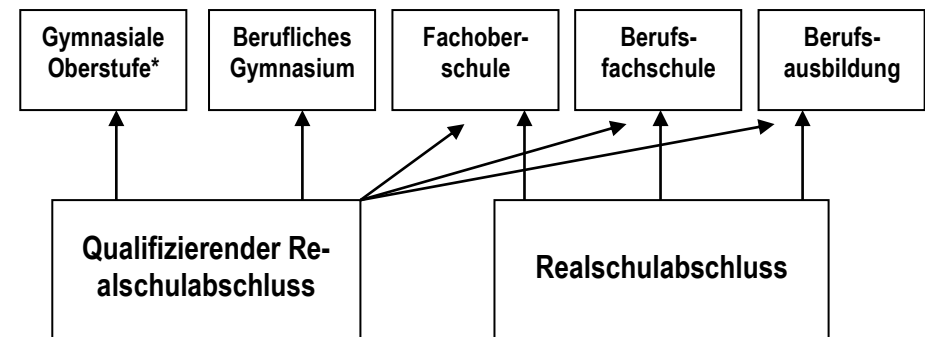 Gymnasiale
Oberstufe*
Berufliches
Gymnasium
Fachober-
schule
Berufs-
fachschule
Berufs-
ausbildung
Qualifizierender Re-
alschulabschluss
Realschulabschluss